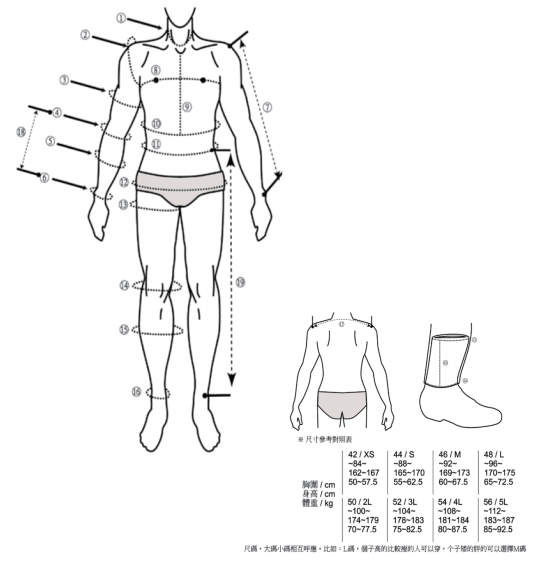 ①
②
③
④
⑤
⑥
⑦
⑧
⑨
⑩
⑪
⑫
⑬
⑭
⑮
⑯
⑰
⑱
⑲
※ 尺寸參考對照表
胸圍 / cm
身高 / cm
體重 / kg
42 / XS 44 / S 46 / M 48 / L
~84~ ~88~ ~92~ ~96~
162~167 165~170 169~173 170~175
50~57.5 55~62.5 60~67.5 65~72.5
50 / 2L 52 / 3L 54 / 4L 56 / 5L
~100~ ~104~ ~108~ ~112~
174~179 178~183 181~184 183~187
70~77.5 75~82.5 80~87.5 85~92.5
尺碼，大碼小碼相互呼應，比如：L碼，個子高的比較瘦的人可以穿，个子矮的胖的可以選擇M碼